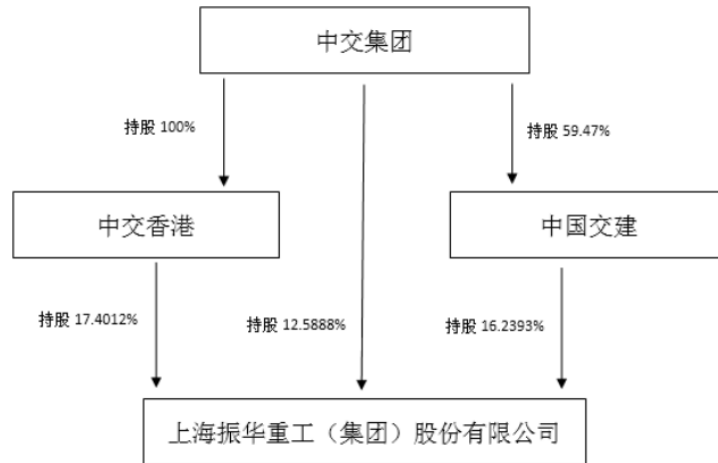 中交集团
持股 100%
持股 59.47%
中交香港
中国交建
持股 17.4012%
持股 12.5888%
持股 16.2393%
上海振华重工（集团）股份有限公司